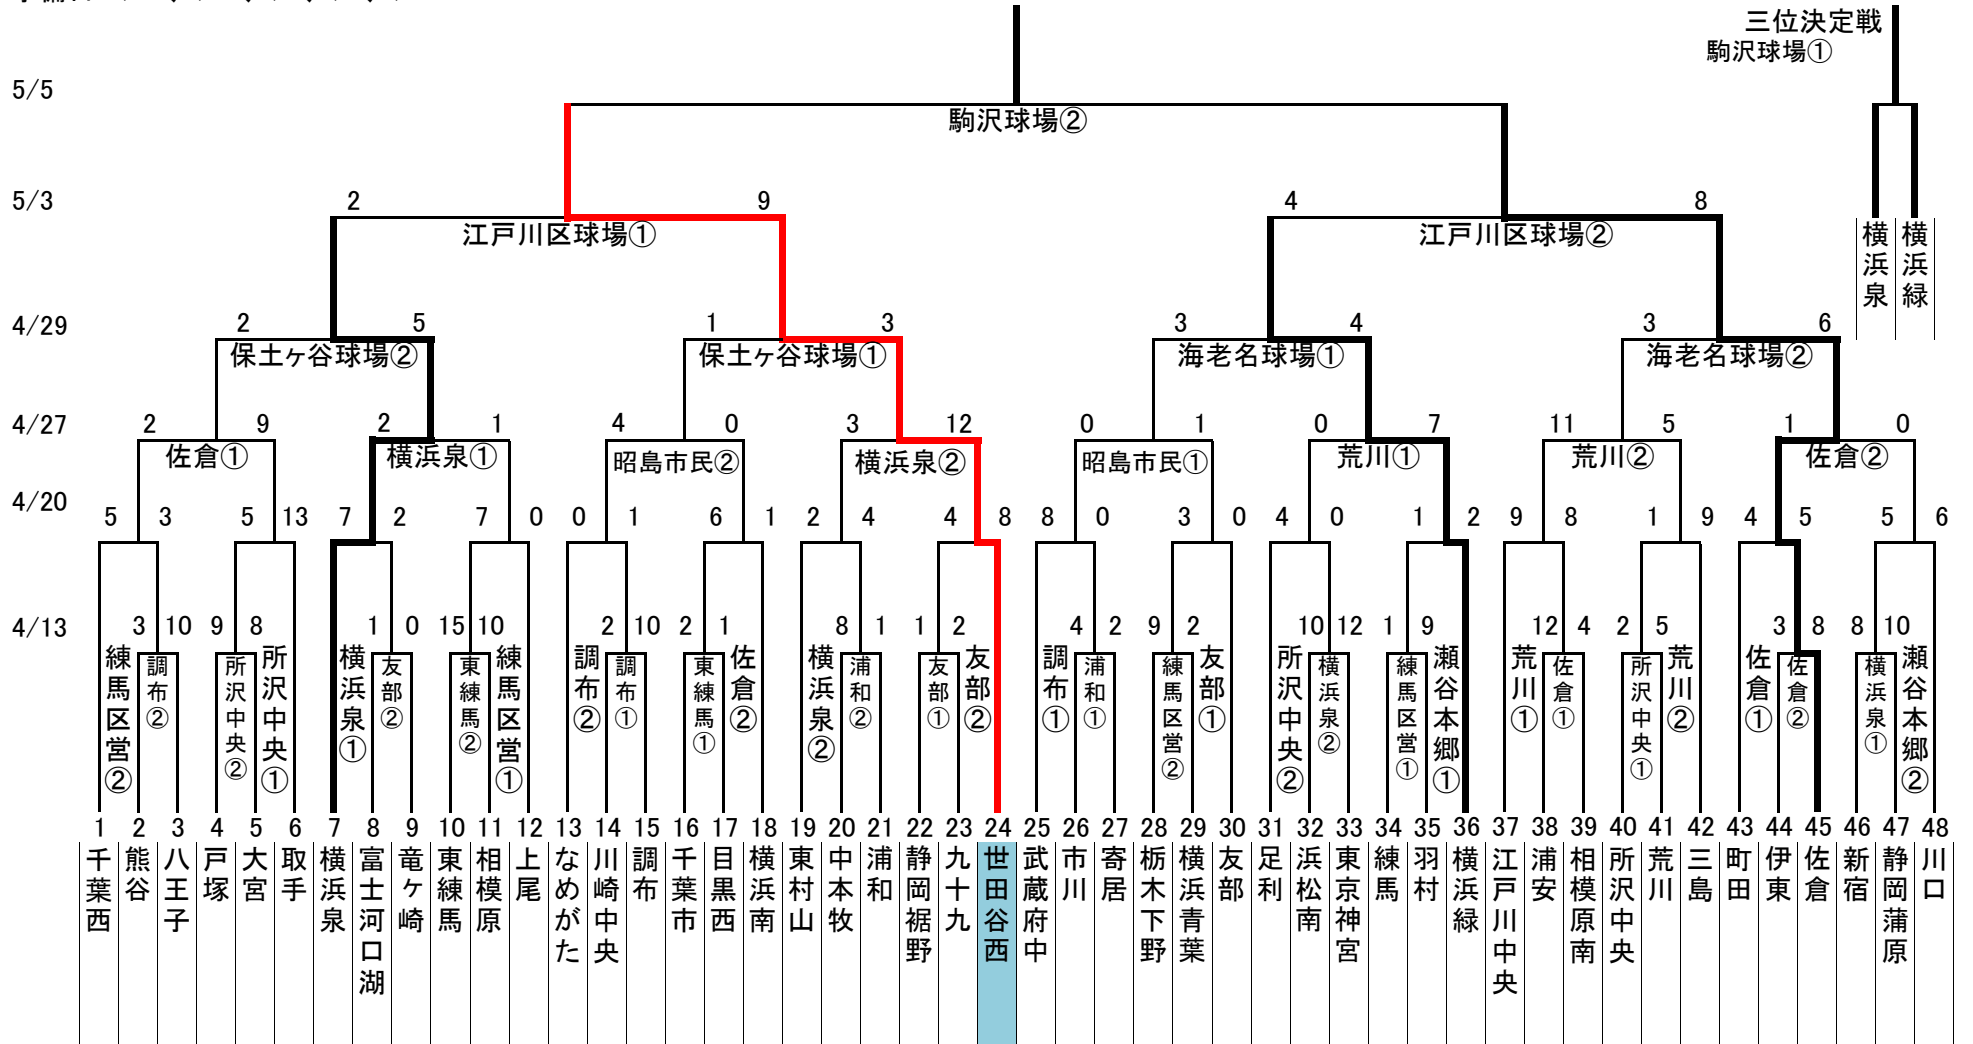 三位決定戦
駒沢球場①
5/5
駒沢球場②
5/3
2 9 4 8
江戸川区球場① 江戸川区球場②
横浜泉 横浜緑
4/29
2 5 1 3 3 4 3 6
保土ヶ谷球場② 保土ヶ谷球場① 海老名球場① 海老名球場②
4/27
2 9 2 1 4 0 3 12 0 1 0 7 11 5 1 0
佐倉① 横浜泉① 昭島市民② 横浜泉② 昭島市民① 荒川① 荒川② 佐倉②
4/20
5 3 5 13 7 2 7 0 0 1 6 1 2 4 4 8 8 0 3 0 4 0 1 2 9 8 1 9 4 5 5 6
4/13
3 10 9 8 1 0 15 10 2 10 2 1 8 1 1 2 4 2 9 2 10 12 1 9 12 4 2 5 3 8 8 10
練馬区営②
調布②
所沢中央②
所沢中央①
横浜泉①
友部②
東練馬②
練馬区営①
調布②
調布①
東練馬①
佐倉②
横浜泉②
浦和②
友部①
友部②
調布①
浦和①
練馬区営②
友部①
所沢中央②
横浜泉②
練馬区営①
瀬谷本郷①
荒川①
佐倉①
所沢中央①
荒川②
佐倉①
佐倉②
横浜泉①
瀬谷本郷②
1 千葉西
2 熊谷
3 八王子
4 戸塚
5 大宮
6 取手
7 横浜泉
8 富士河口湖
9 竜ヶ崎
10 東練馬
11 相模原
12 上尾
13 なめがた
14 川崎中央
15 調布
16 千葉市
17 目黒西
18 横浜南
19 東村山
20 中本牧
21 浦和
22 静岡裾野
23 九十九
24 世田谷西
25 武蔵府中
26 市川
27 寄居
28 栃木下野
29 横浜青葉
30 友部
31 足利
32 浜松南
33 東京神宮
34 練馬
35 羽村
36 横浜緑
37 江戸川中央
38 浦安
39 相模原南
40 所沢中央
41 荒川
42 三島
43 町田
44 伊東
45 佐倉
46 新宿
47 静岡蒲原
48 川口